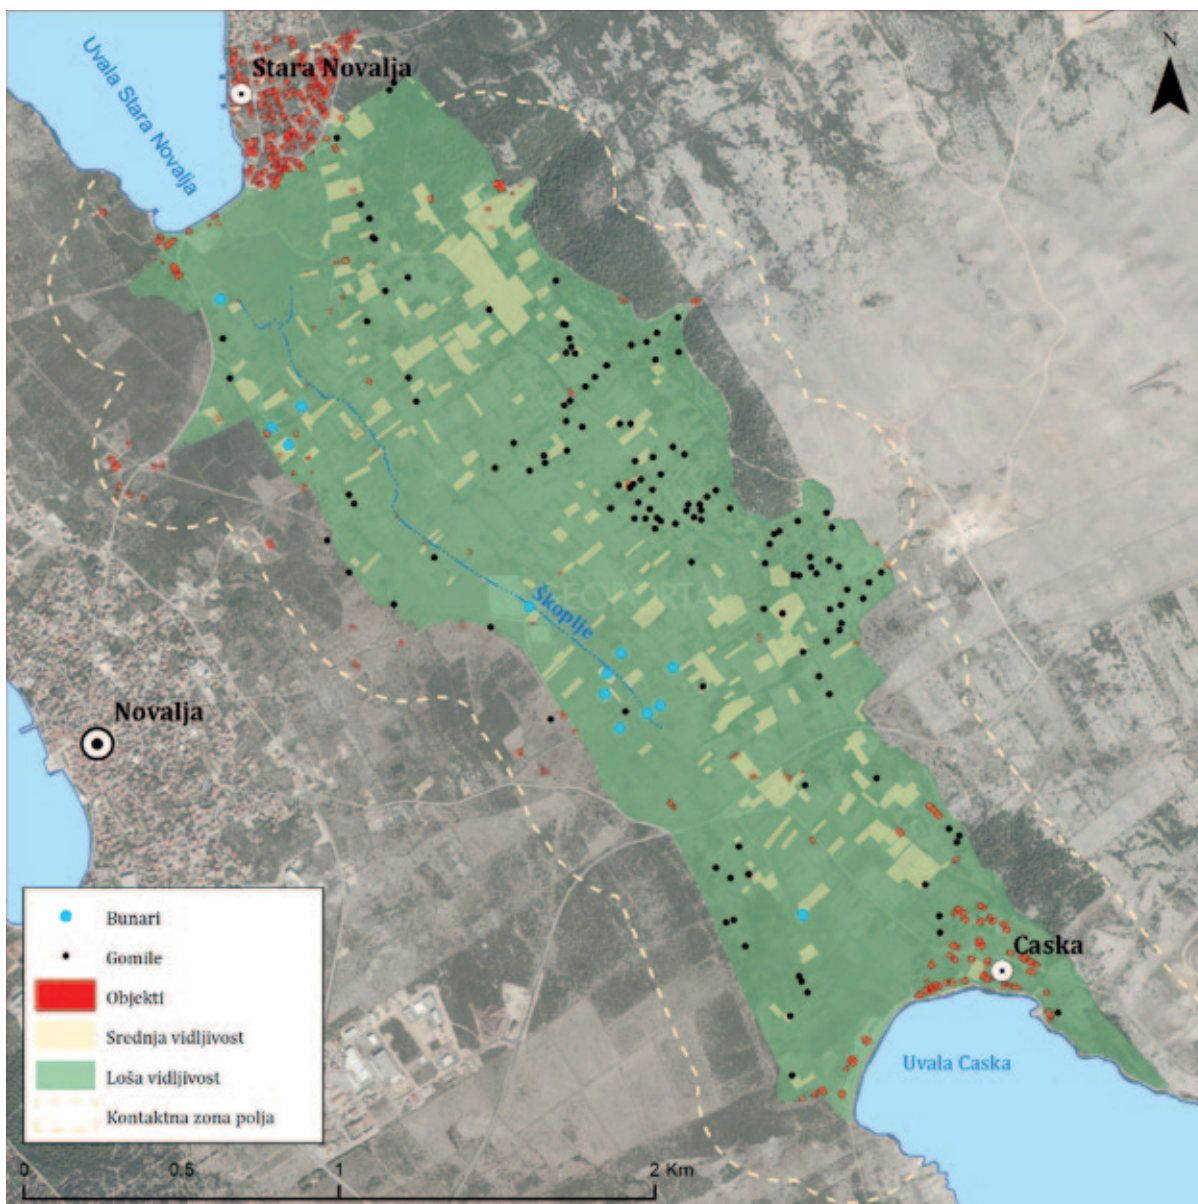 N
Stara Novalja
Uvala Stara Novalja
GEOPORTAL
Škoplje
Novalja
Caska
Uvala Caska
Bunari
Gomile
Objekti
Srednja vidljivost
Loša vidljivost
Kontaktna zona polja
0 0.5 1 2 Km